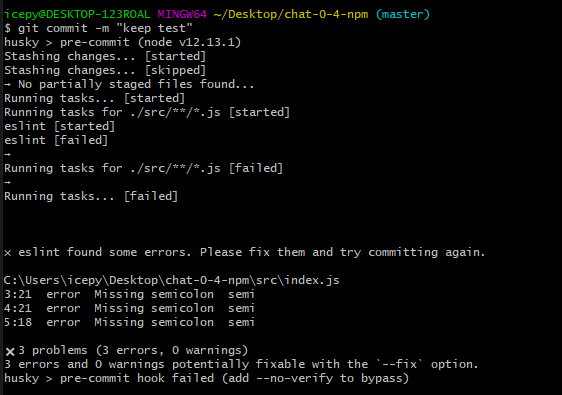 icepy@DESKTOP-123ROAL MINGW64 ~/Desktop/chat-0-4-npm (master)
$ git commit -m "keep test"
husky > pre-commit (node v12.13.1)
Stashing changes... [started]
Stashing changes... [skipped]
→ No partially staged files found...
Running tasks... [started]
Running tasks for ./src/**/*.js [started]
eslint [started]
eslint [failed]
→
Running tasks for ./src/**/*.js [failed]
→
Running tasks... [failed]
× eslint found some errors. Please fix them and try committing again.
C:\Users\icepy\Desktop\chat-0-4-npm\src\index.js
3:21 error Missing semicolon semi
4:21 error Missing semicolon semi
5:18 error Missing semicolon semi
✖ 3 problems (3 errors, 0 warnings)
3 errors and 0 warnings potentially fixable with the `--fix` option.
husky > pre-commit hook failed (add --no-verify to bypass)